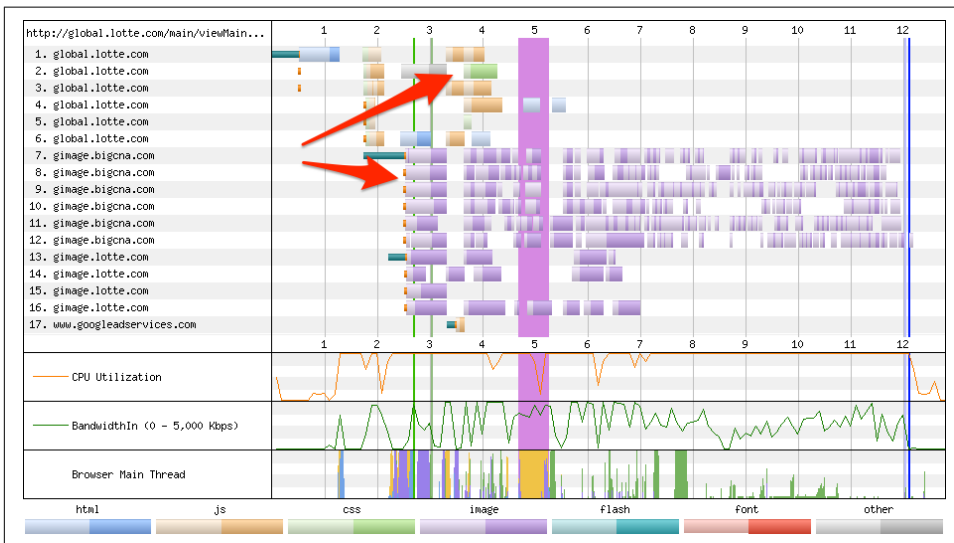 http://global.lotte.com/main/viewMain...
1 2 3 4 5 6 7 8 9 10 11 12
1. global.lotte.com
2. global.lotte.com
3. global.lotte.com
4. global.lotte.com
5. global.lotte.com
6. global.lotte.com
7. gimage.bigcna.com
8. gimage.bigcna.com
9. gimage.bigcna.com
10. gimage.bigcna.com
11. gimage.bigcna.com
12. gimage.bigcna.com
13. gimage.lotte.com
14. gimage.lotte.com
15. gimage.lotte.com
16. gimage.lotte.com
17. www.googleadservices.com
1 2 3 4 5 6 7 8 9 10 11 12
CPU Utilization
BandwidthIn (0 - 5,000 Kbps)
Browser Main Thread
html js css image flash font other